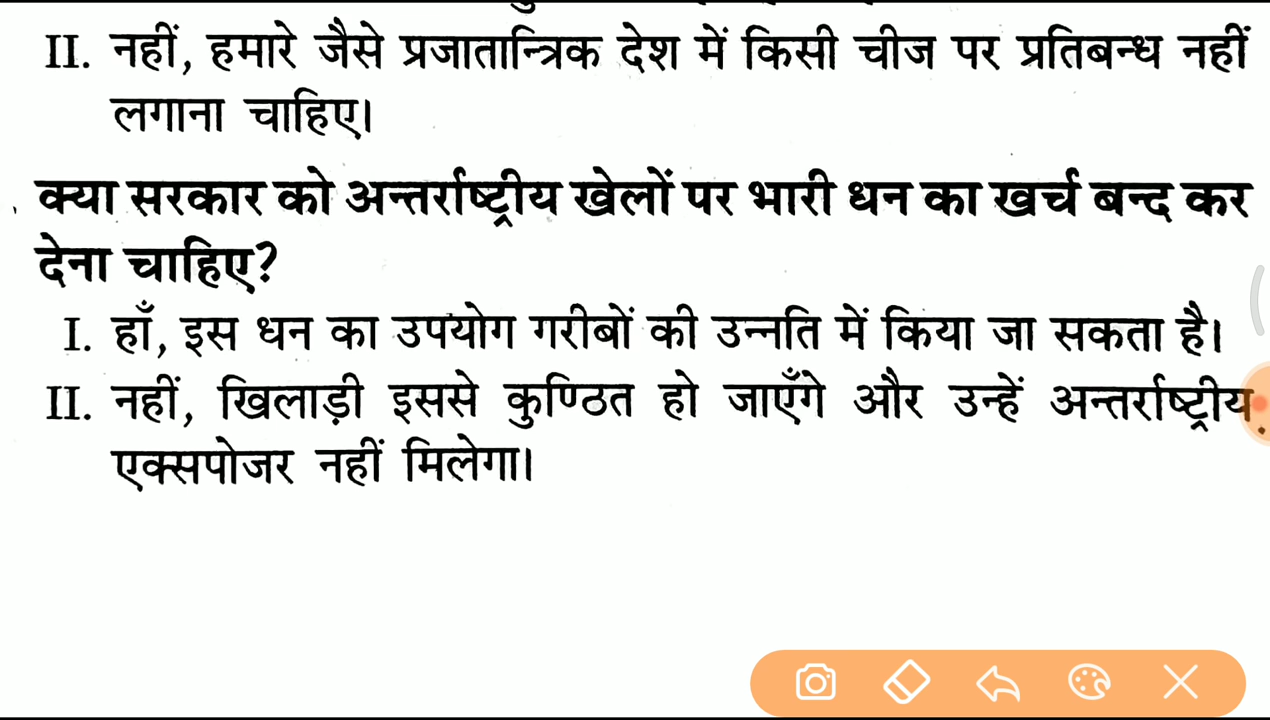 II. नहीं, हमारे जैसे प्रजातान्त्रिक देश में किसी चीज पर प्रतिबन्ध नहीं
लगाना चाहिए।
क्या सरकार को अन्तर्राष्ट्रीय खेलों पर भारी धन का खर्च बन्द कर
देना चाहिए?
I. हाँ, इस धन का उपयोग गरीबों की उन्नति में किया जा सकता है।
II. नहीं, खिलाड़ी इससे कुण्ठित हो जाएँगे और उन्हें अन्तर्राष्ट्रीय
एक्सपोजर नहीं मिलेगा।